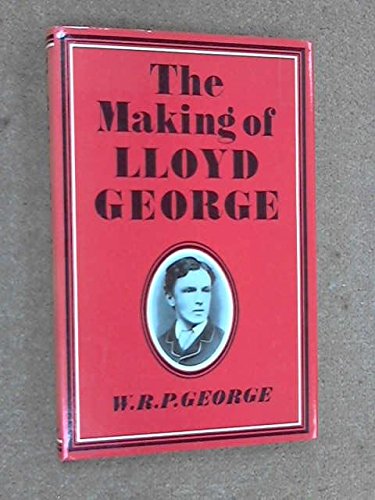 The
Making of
LLOYD
GEORGE
W.R.P.GEORGE